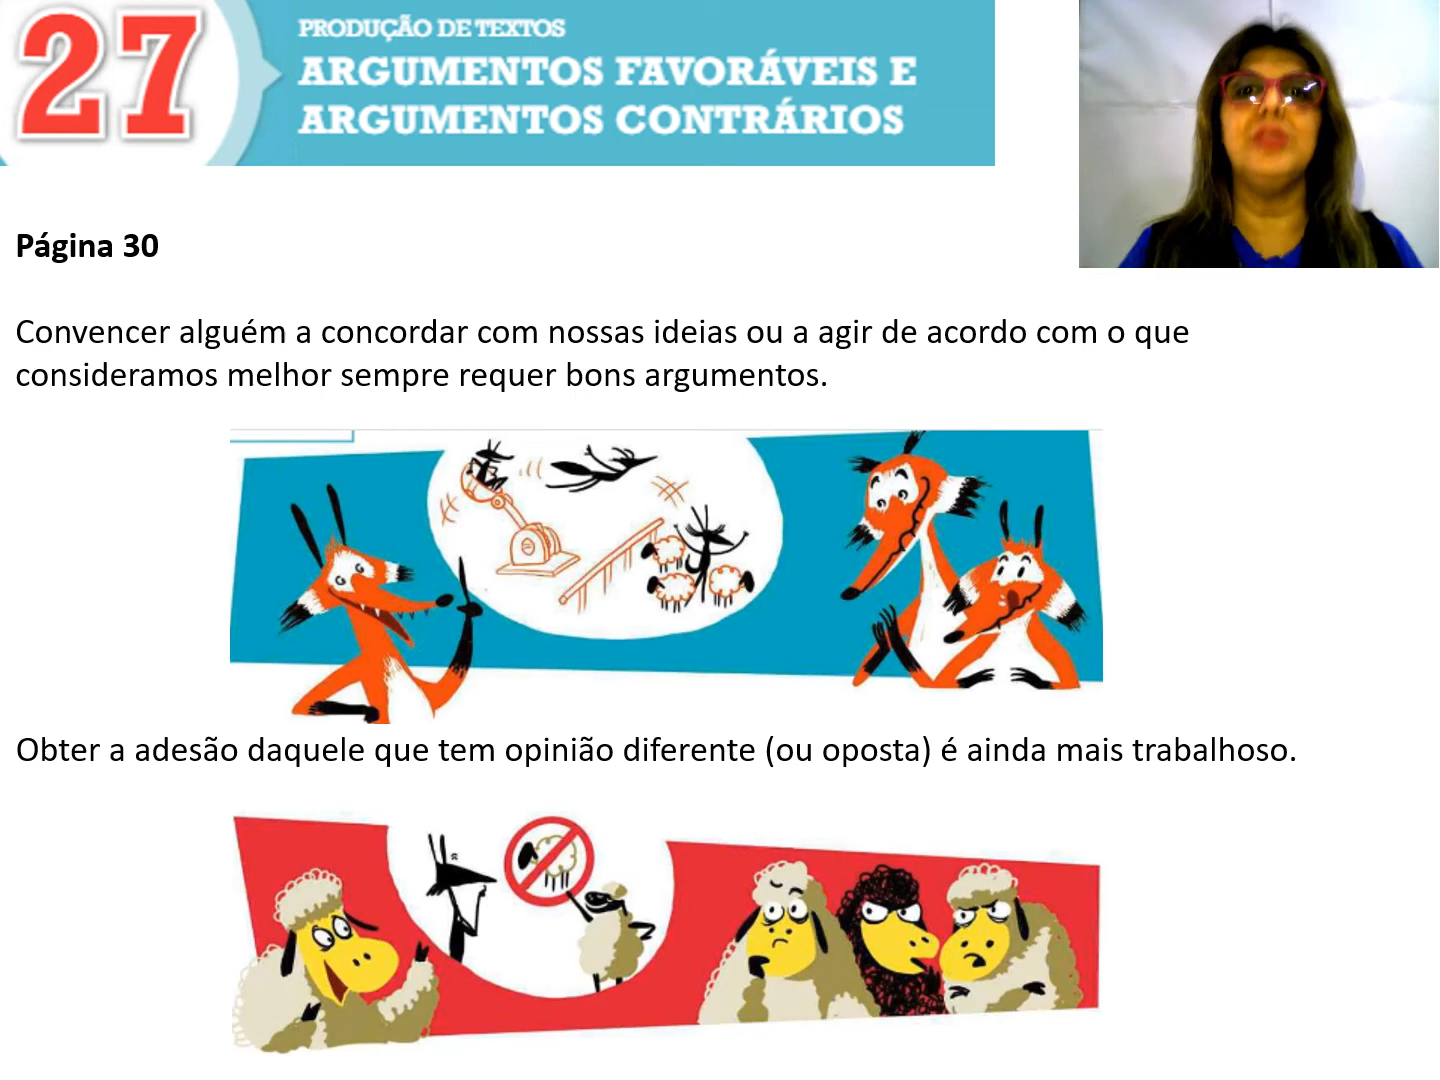 27
PRODUÇÃO DE TEXTOS
ARGUMENTOS FAVORÁVEIS E
ARGUMENTOS CONTRÁRIOS
Página 30
Convencer alguém a concordar com nossas ideias ou a agir de acordo com o que
consideramos melhor sempre requer bons argumentos.
Obter a adesão daquele que tem opinião diferente (ou oposta) é ainda mais trabalhoso.